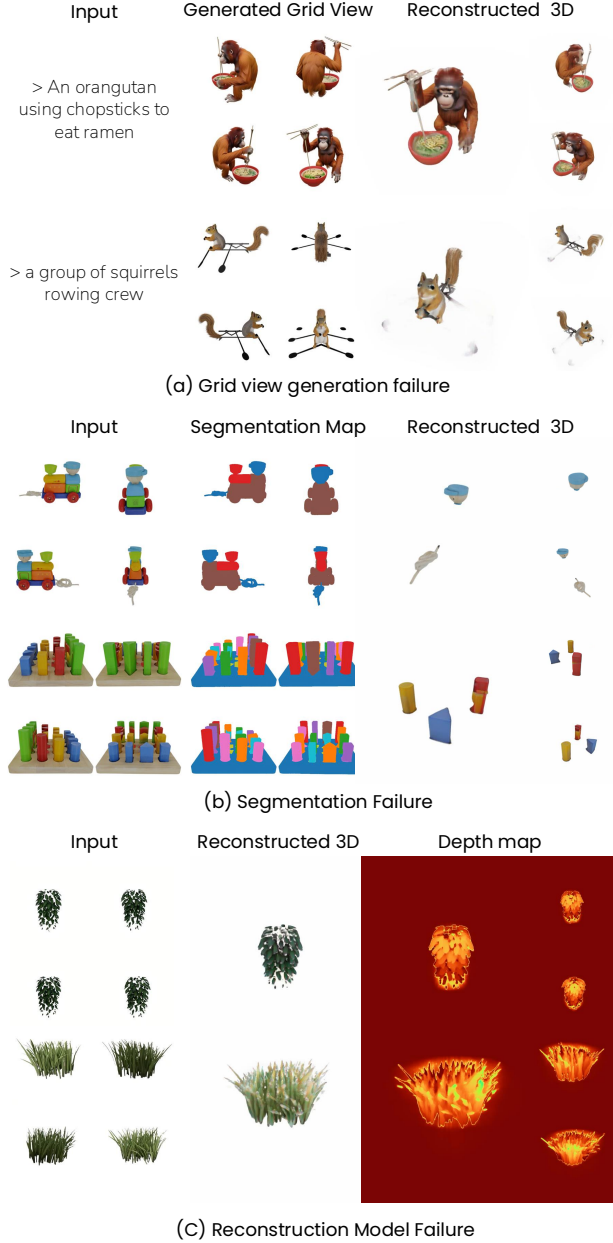 Input
Generated Grid View
Reconstructed 3D
> An orangutan
using chopsticks to
eat ramen
> a group of squirrels
rowing crew
(a) Grid view generation failure
Input
Segmentation Map
Reconstructed 3D
(b) Segmentation Failure
Input
Reconstructed 3D
Depth map
(C) Reconstruction Model Failure